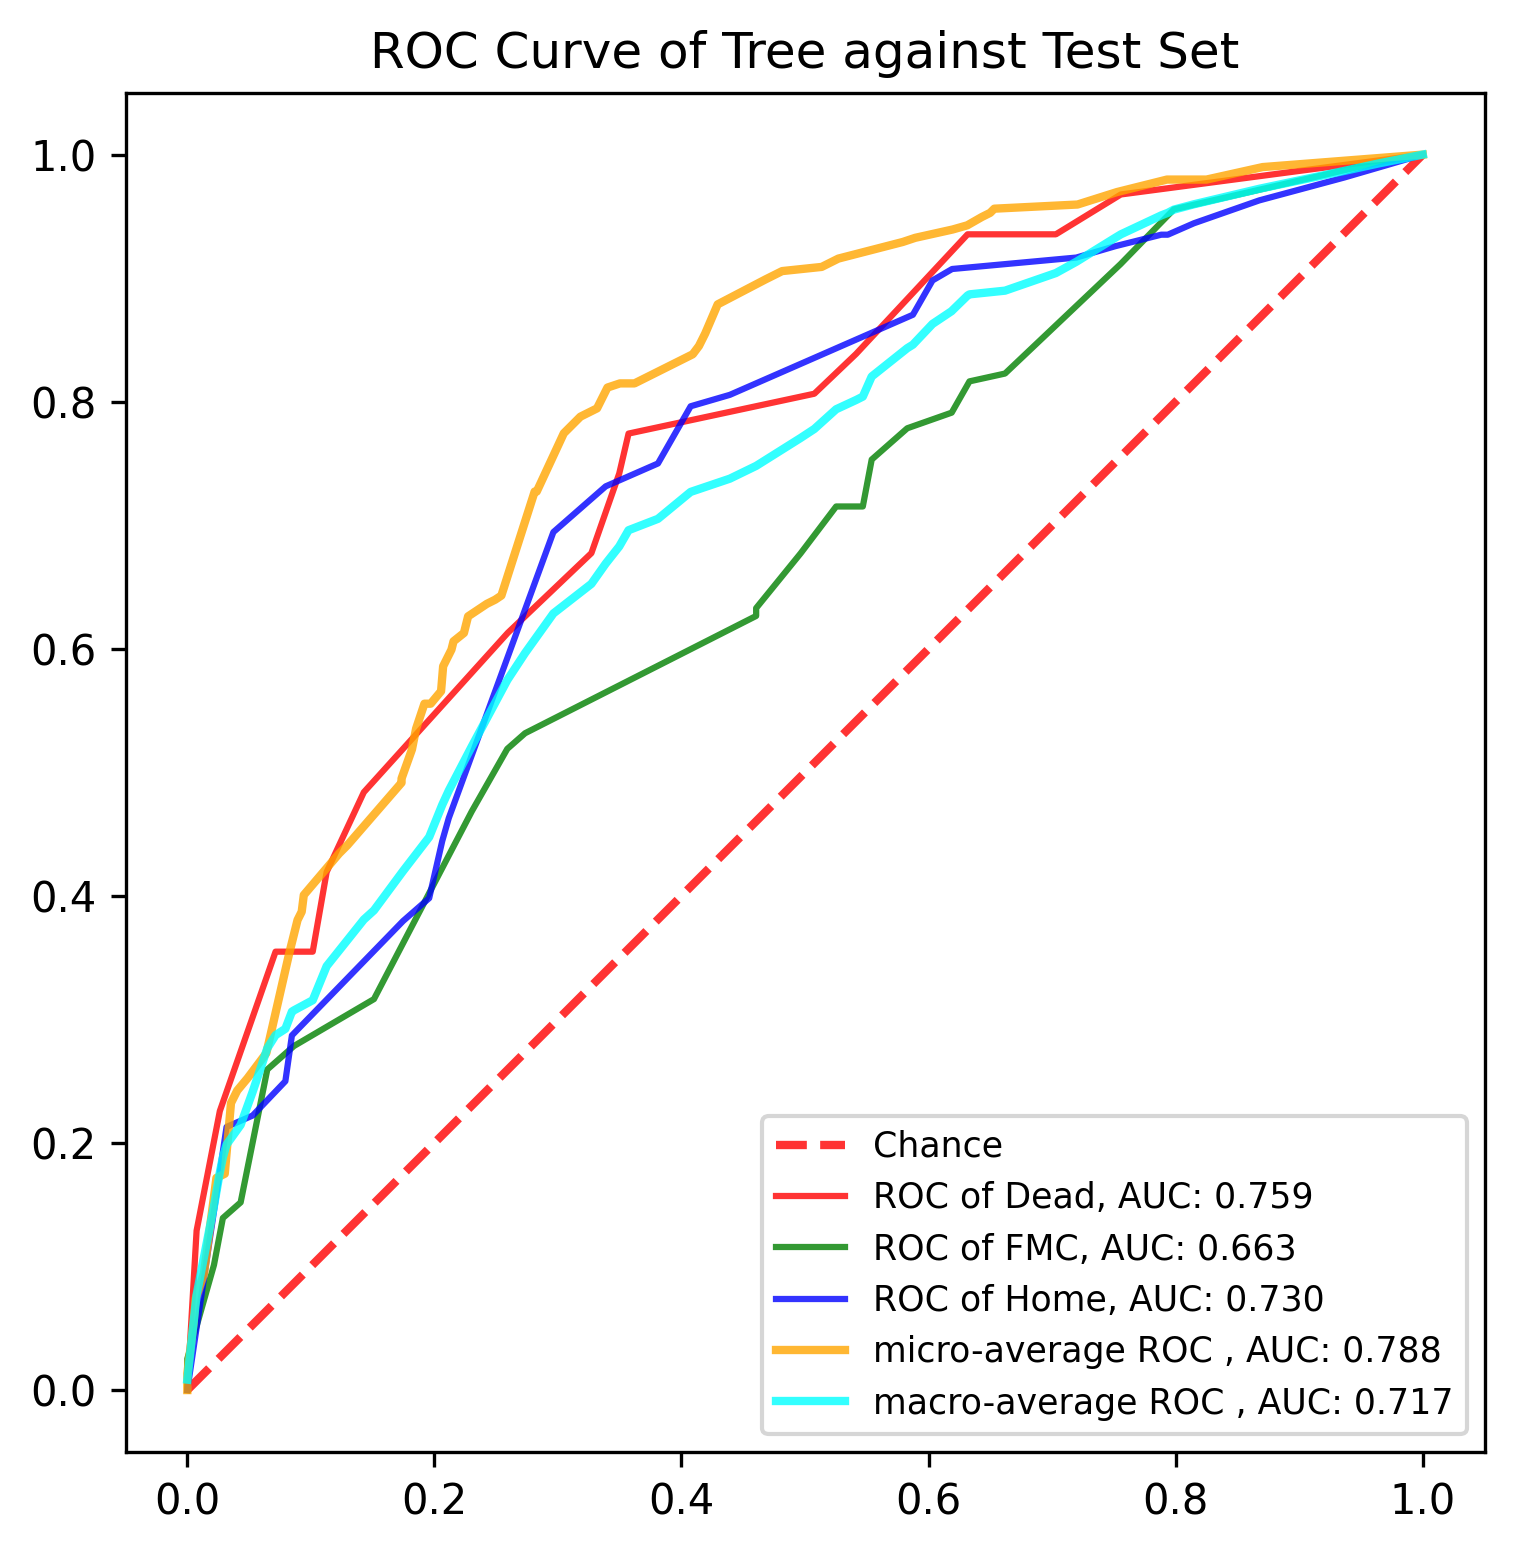 ROC Curve of Tree against Test Set
1.0
0.8
0.6
0.4
0.2
0.0
Chance
ROC of Dead, AUC: 0.759
ROC of FMC, AUC: 0.663
ROC of Home, AUC: 0.730
micro-average ROC , AUC: 0.788
macro-average ROC , AUC: 0.717
0.0 0.2 0.4 0.6 0.8 1.0